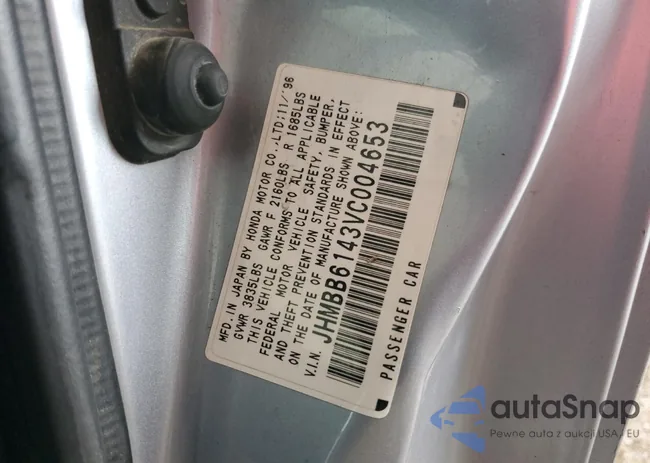 MFD.IN JAPAN BY HONDA MOTOR CO.,LTD:11/'96
GVWR 3835LBS GAWR F 2160LBS R 1685LBS
THIS VEHICLE CONFORMS TO ALL APPLICABLE
FEDERAL MOTOR VEHICLE SAFETY, BUMPER,
AND THEFT PREVENTION STANDARDS IN EFFECT
ON THE DATE OF MANUFACTURE SHOWN ABOVE:
V.I.N. JHMBB6143VC004653
PASSENGER CAR
autaSnap
Pewne auta z aukcji USA i EU